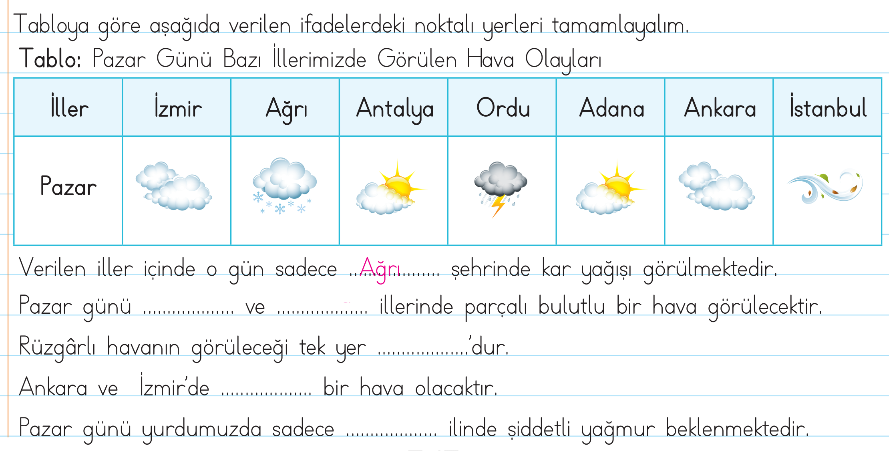 Tabloya göre aşağıda verilen ifadelerdeki noktalı yerleri tamamlayalım.
Tablo: Pazar Günü Bazı İllerimizde Görülen Hava Olayları
İller İzmir Ağrı Antalya Ordu Adana Ankara İstanbul
Pazar
Verilen iller içinde o gün sadece ..Ağrı........ şehrinde kar yağışı görülmektedir.
Pazar günü ................... ve ................... illerinde parçalı bulutlu bir hava görülecektir.
Rüzgârlı havanın görüleceği tek yer ...................'dur.
Ankara ve İzmir'de ................... bir hava olacaktır.
Pazar günü yurdumuzda sadece ................... ilinde şiddetli yağmur beklenmektedir.